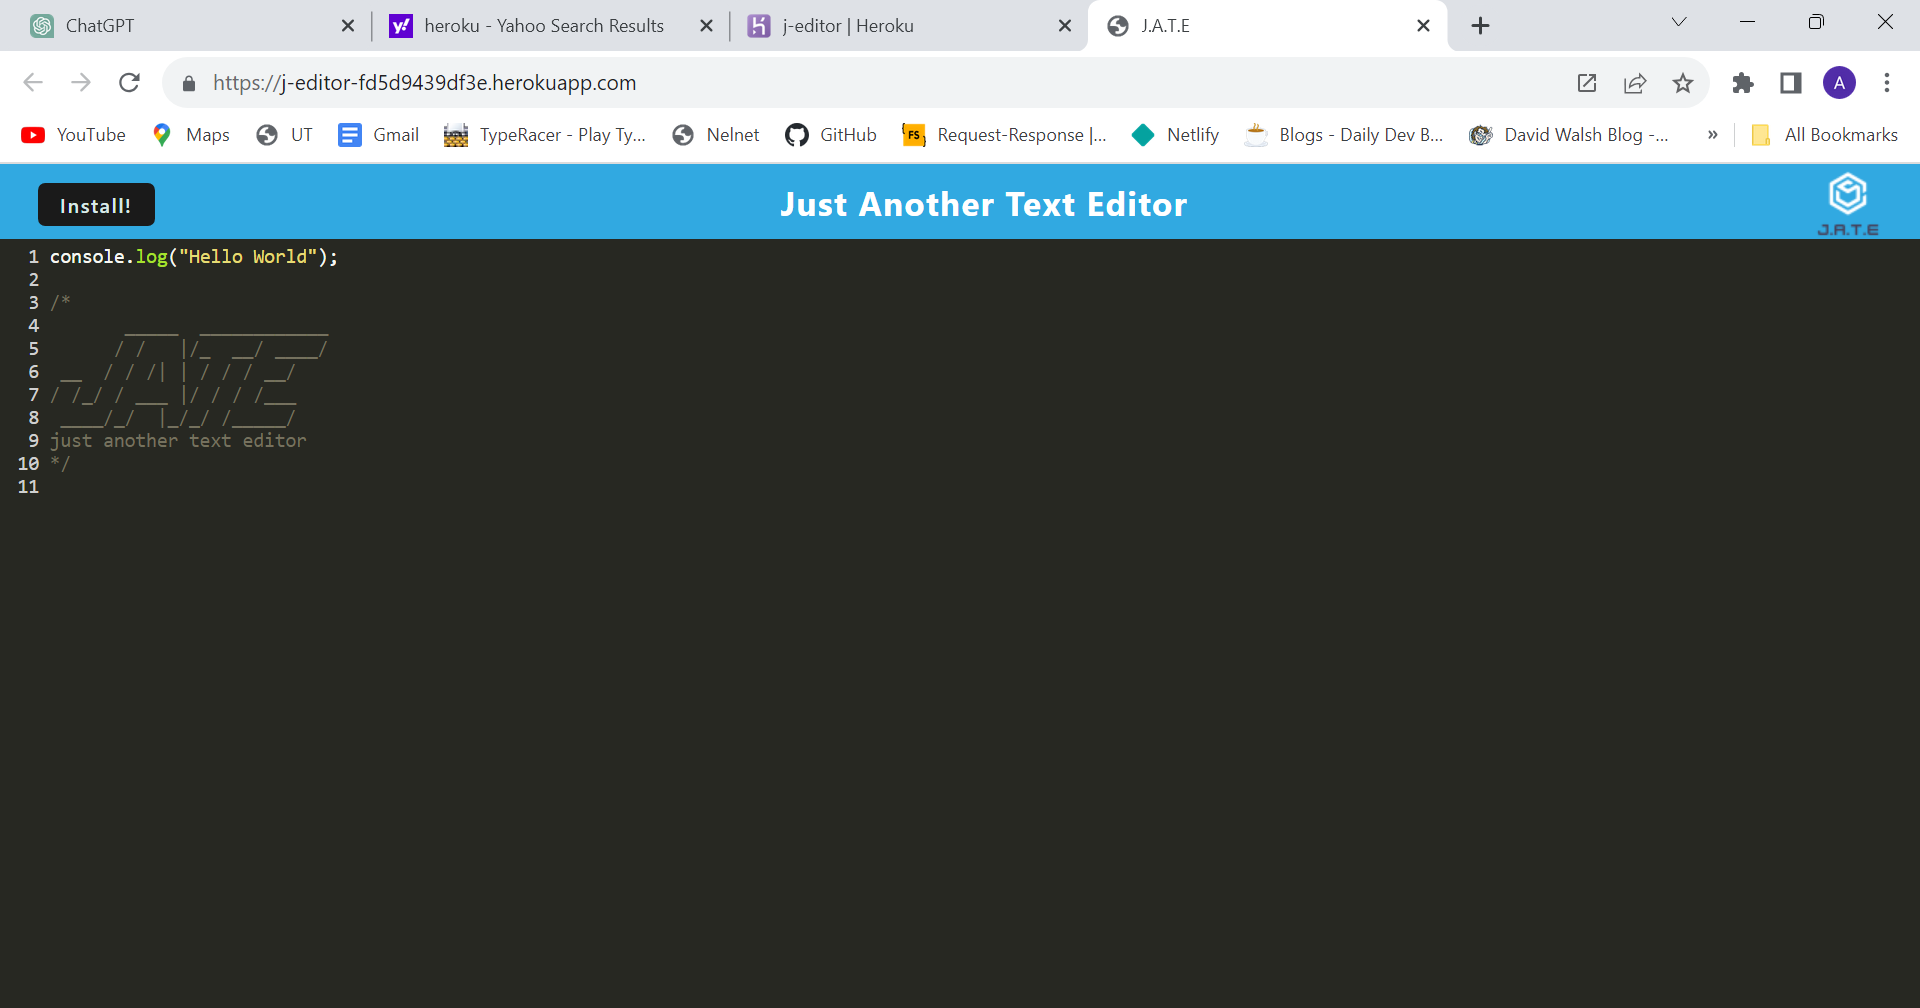 ChatGPT
heroku - Yahoo Search Results
j-editor | Heroku
J.A.T.E
https://j-editor-fd5d9439df3e.herokuapp.com
A
YouTube
Maps
UT
Gmail
TypeRacer - Play Ty...
Nelnet
GitHub
FS
Request-Response |...
Netlify
Blogs - Daily Dev B...
David Walsh Blog -...
»
All Bookmarks
Install!
Just Another Text Editor
J.A.T.E
1 console.log("Hello World");
2
3 /*
4       _____  ____________
5      / /   |/_  __/ ____/
6 __  / / /| | / / / __/
7 / /_/ / ___ |/ / / /___
8 ____/_/  |_/_/ /_____/
9 just another text editor
10 */
11